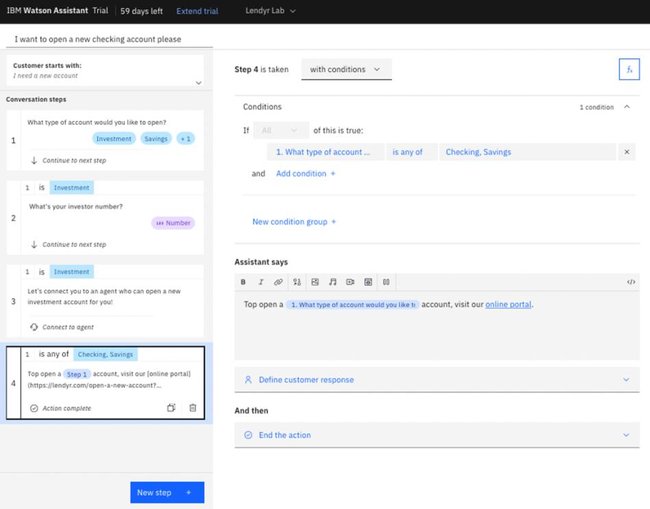 IBM Watson Assistant Trial 59 days left Extend trial Lendyr Lab
I want to open a new checking account please
Customer starts with:
I need a new account
Conversation steps
1
What type of account would you like to open?
Investment Savings + 1
Continue to next step
2
1 is Investment
What's your investor number?
Number
Continue to next step
3
1 is Investment
Let's connect you to an agent who can open a new
investment account for you!
Connect to agent
4
1 is any of Checking, Savings
Top open a Step 1 account, visit our [online portal]
(https://lendyr.com/open-a-new-account?...
Action complete
New step +
Step 4 is taken with conditions
fx
Conditions 1 condition
If All of this is true:
1. What type of account ... is any of Checking, Savings ×
and Add condition +
New condition group +
Assistant says
B I </>
Top open a 1. What type of account would you like to account, visit our online portal.
Define customer response
And then
End the action